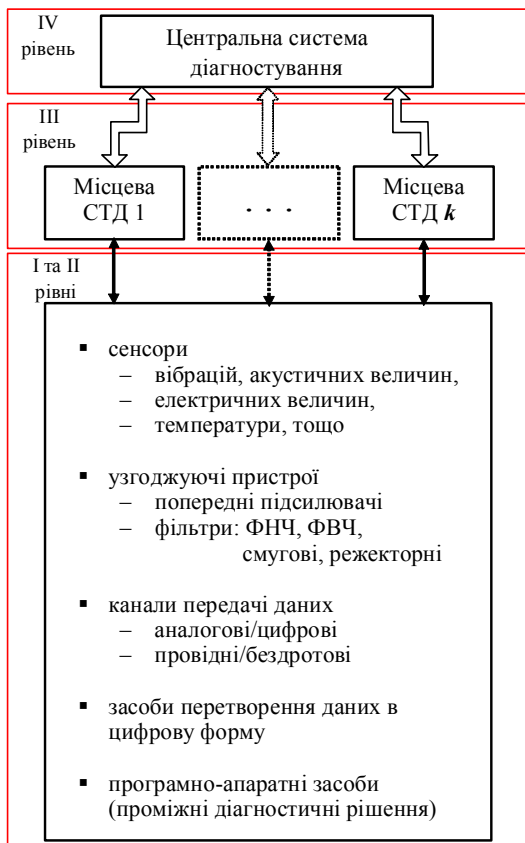 IV
рівень
Центральна система
діагностування
III
рівень
Місцева
СТД 1
. . .
Місцева
СТД k
I та II
рівні
▪ сенсори
– вібрацій, акустичних величин,
– електричних величин,
– температури, тощо
▪ узгоджуючі пристрої
– попередні підсилювачі
– фільтри: ФНЧ, ФВЧ,
смугові, режекторні
▪ канали передачі даних
– аналогові/цифрові
– провідні/бездротові
▪ засоби перетворення даних в
цифрову форму
▪ програмно-апаратні засоби
(проміжні діагностичні рішення)